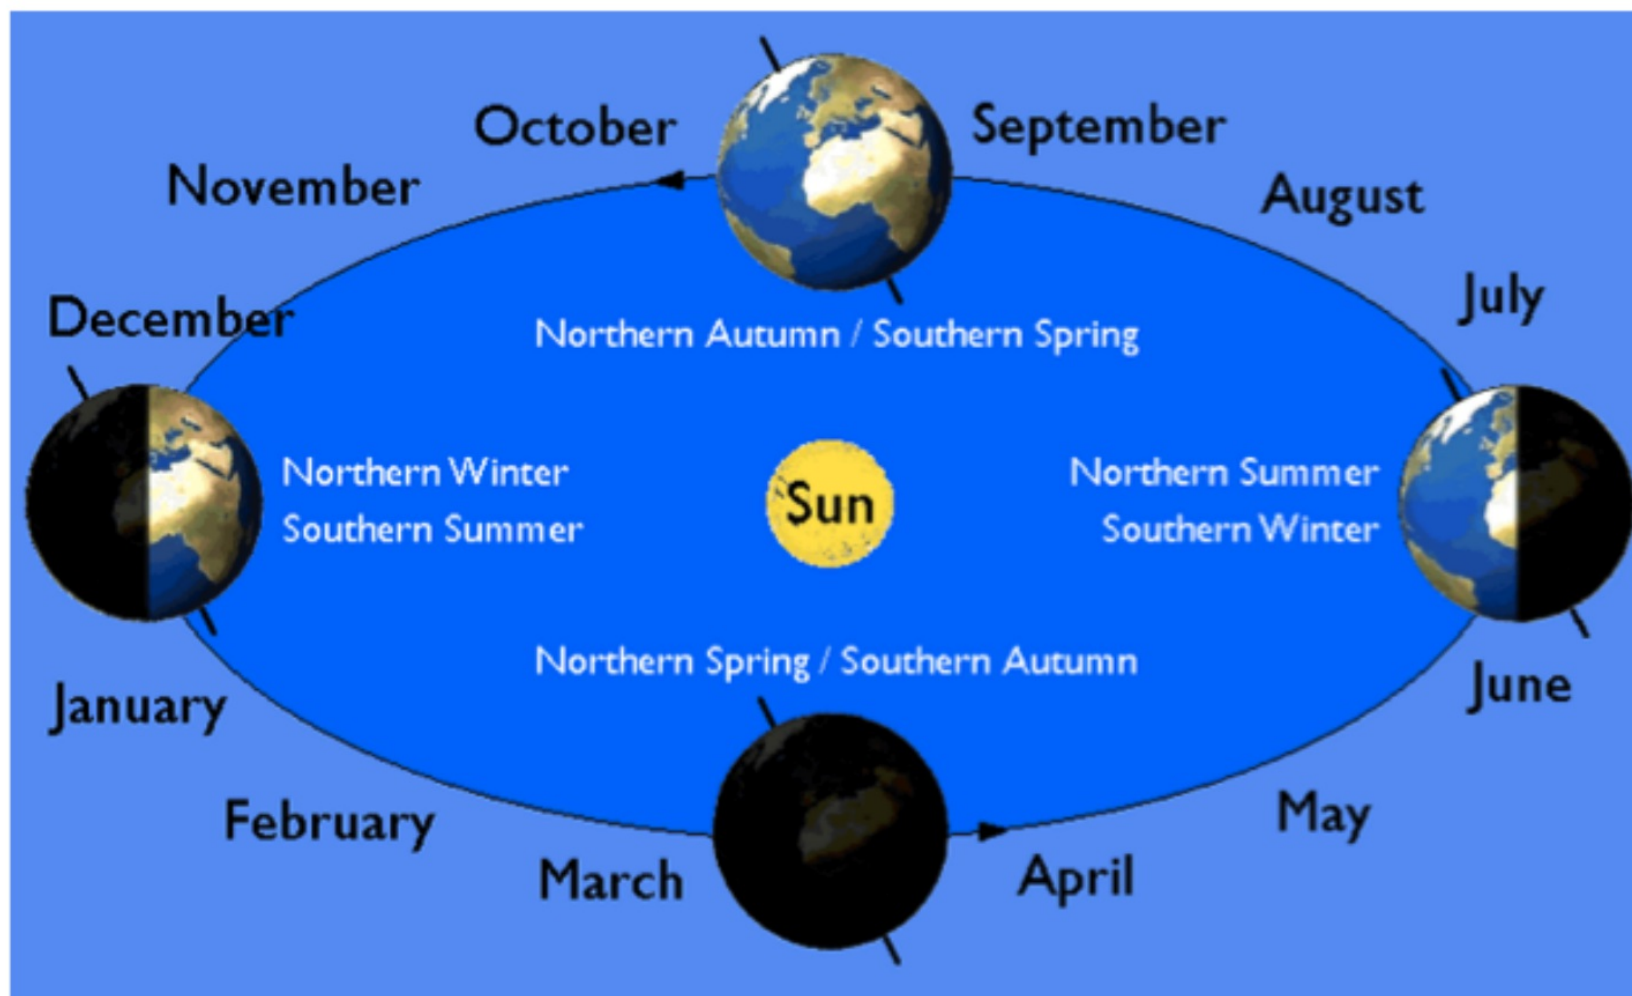 October
September
November
August
July
December
Northern Autumn / Southern Spring
Northern Winter
Southern Summer
Sun
Northern Summer
Southern Winter
Northern Spring / Southern Autumn
January
June
February
May
March
April